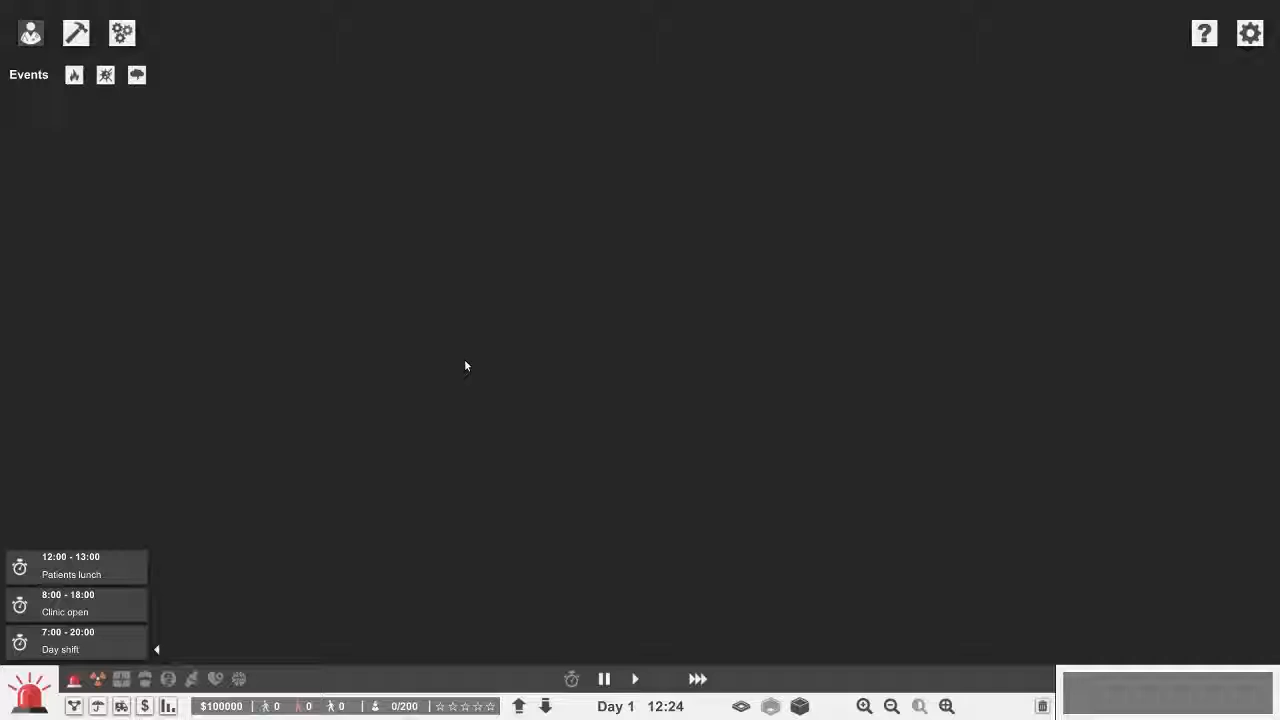 Events
12:00 - 13:00
Patients lunch
8:00 - 18:00
Clinic open
7:00 - 20:00
Day shift
$100000 | 0 0 0 | 0/200 |
Day 1 12:24